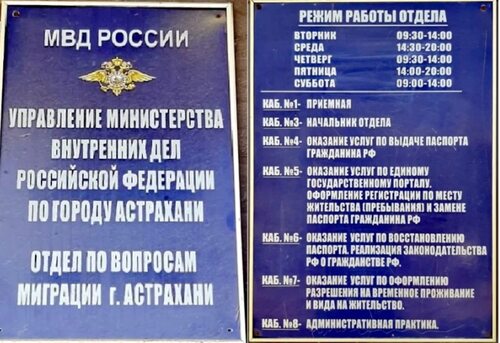 МВД РОССИИ
УПРАВЛЕНИЕ МИНИСТЕРСТВА
ВНУТРЕННИХ ДЕЛ
РОССИЙСКОЙ ФЕДЕРАЦИИ
ПО ГОРОДУ АСТРАХАНИ
ОТДЕЛ ПО ВОПРОСАМ
МИГРАЦИИ г. АСТРАХАНИ
РЕЖИМ РАБОТЫ ОТДЕЛА
ВТОРНИК 09:30-14:00
СРЕДА 14:30-20:00
ЧЕТВЕРГ 09:30-14:00
ПЯТНИЦА 14:00-20:00
СУББОТА 09:00-14:00
КАБ. №1- ПРИЕМНАЯ
КАБ. №3- НАЧАЛЬНИК ОТДЕЛА
КАБ. №4- ОКАЗАНИЕ УСЛУГ ПО ВЫДАЧЕ ПАСПОРТА
ГРАЖДАНИНА РФ
КАБ. №5- ОКАЗАНИЕ УСЛУГ ПО ЕДИНОМУ
ГОСУДАРСТВЕННОМУ ПОРТАЛУ.
ОФОРМЛЕНИЕ РЕГИСТРАЦИИ ПО МЕСТУ
ЖИТЕЛЬСТВА (ПРЕБЫВАНИЯ) И ЗАМЕНЕ
ПАСПОРТА ГРАЖДАНИНА РФ
КАБ. №6- ОКАЗАНИЕ УСЛУГ ПО ВОССТАНОВЛЕНИЮ
ПАСПОРТА. РЕАЛИЗАЦИЯ ЗАКОНОДАТЕЛЬСТВА
РФ О ГРАЖДАНСТВЕ РФ.
КАБ. №7- ОКАЗАНИЕ УСЛУГ ПО ОФОРМЛЕНИЮ
РАЗРЕШЕНИЯ НА ВРЕМЕННОЕ ПРОЖИВАНИЕ
И ВИДА НА ЖИТЕЛЬСТВО.
КАБ. №8- АДМИНИСТРАТИВНАЯ ПРАКТИКА.